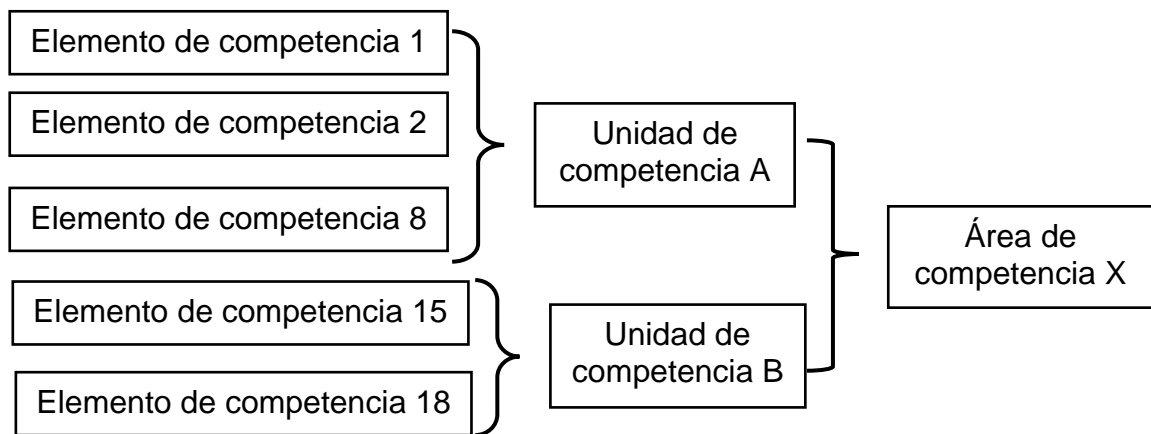 Elemento de competencia 1
Elemento de competencia 2
Elemento de competencia 8
Elemento de competencia 15
Elemento de competencia 18
Unidad de
competencia A
Unidad de
competencia B
Área de
competencia X